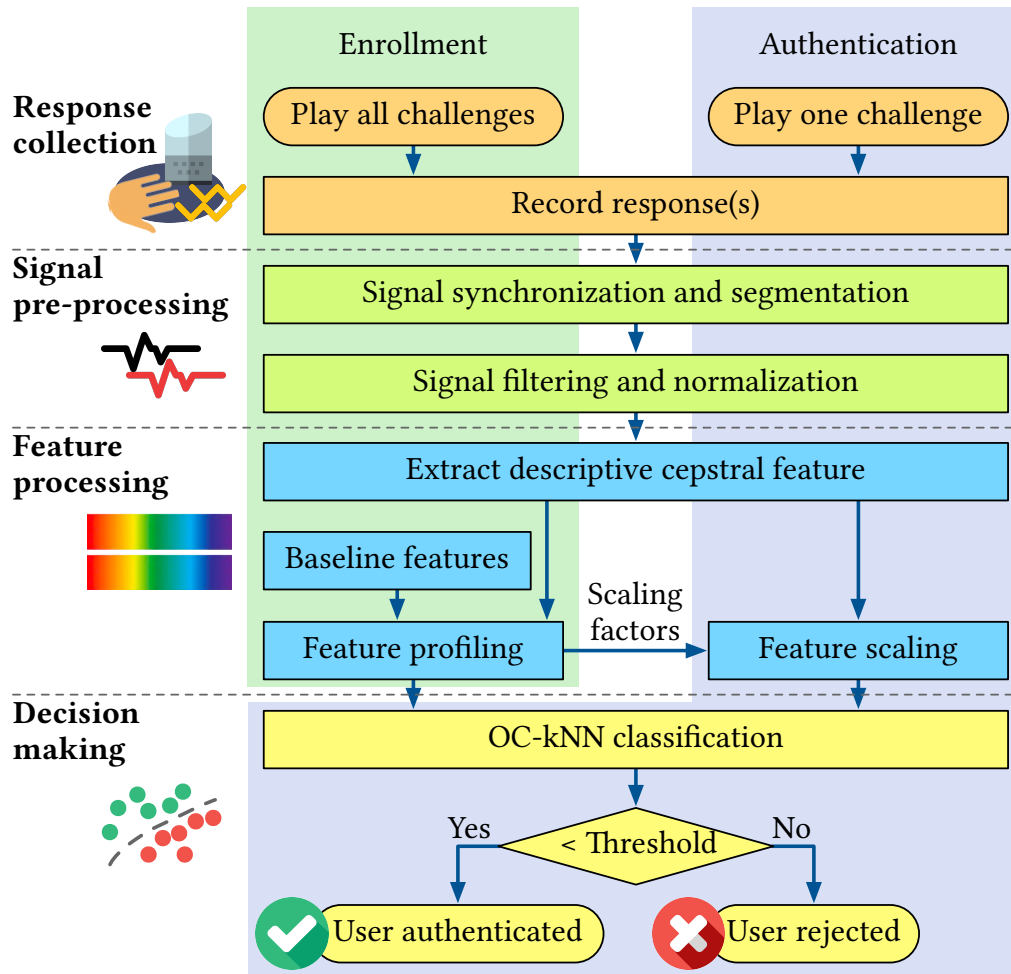 Enrollment
Authentication
Response
collection
Play all challenges
Play one challenge
Record response(s)
Signal
pre-processing
Signal synchronization and segmentation
Signal filtering and normalization
Feature
processing
Extract descriptive cepstral feature
Baseline features
Scaling
factors
Feature profiling
Feature scaling
Decision
making
OC-kNN classification
Yes
< Threshold
No
User authenticated
User rejected